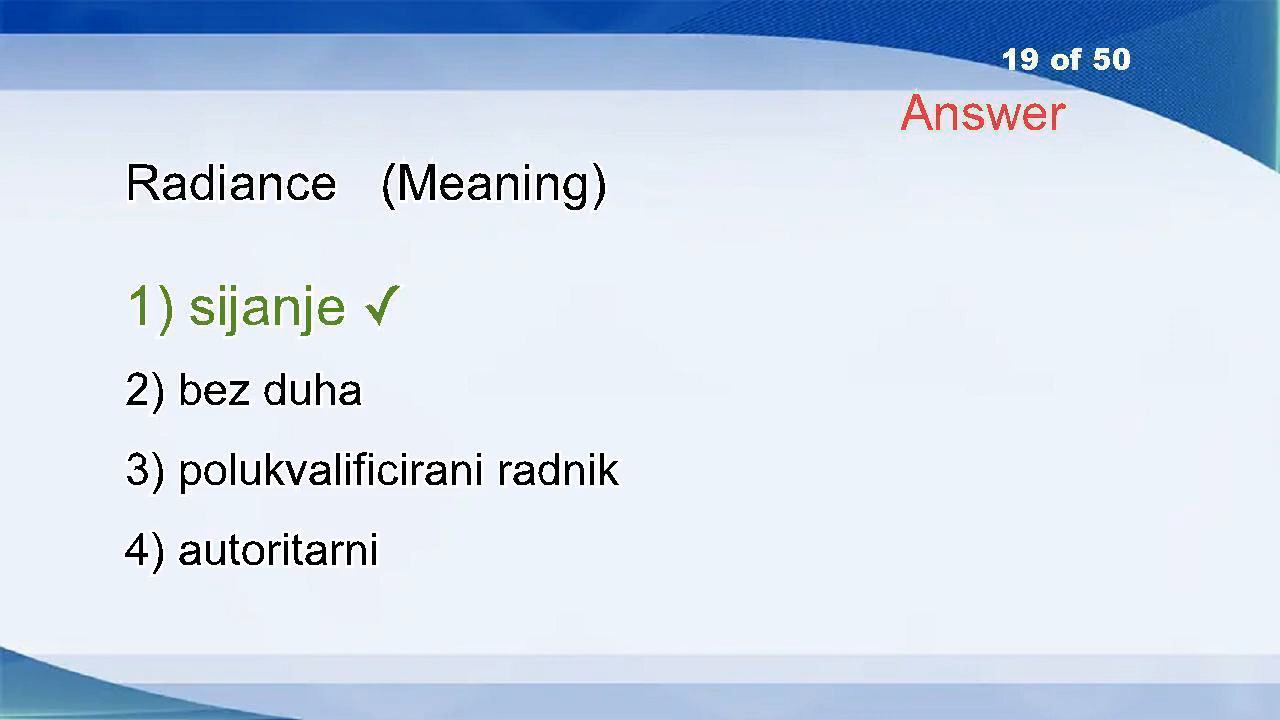 19 of 50
Answer
Radiance (Meaning)
1) sijanje ✓
2) bez duha
3) polukvalificirani radnik
4) autoritarni